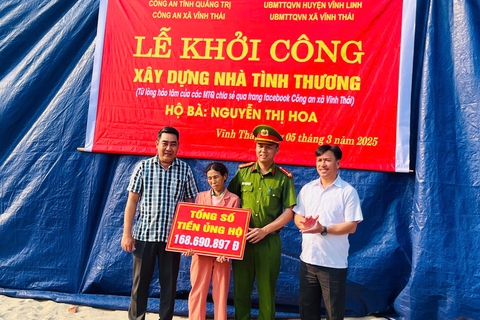 CÔNG AN TỈNH QUẢNG TRỊ
CÔNG AN XÃ VĨNH THÁI
UBMTTQVN HUYỆN VĨNH LINH
UBMTTQVN XÃ VĨNH THÁI
LỄ KHỞI CÔNG
XÂY DỰNG NHÀ TÌNH THƯƠNG
(Từ lòng hảo tâm của các MTQ chia sẻ qua trang facebook Công an xã Vĩnh Thái)
HỘ BÀ: NGUYỄN THỊ HOA
Vĩnh Thá 05 tháng 3 năm 2025
TỔNG SỐ
TIỀN ỦNG HỘ
168.690.897 Đ